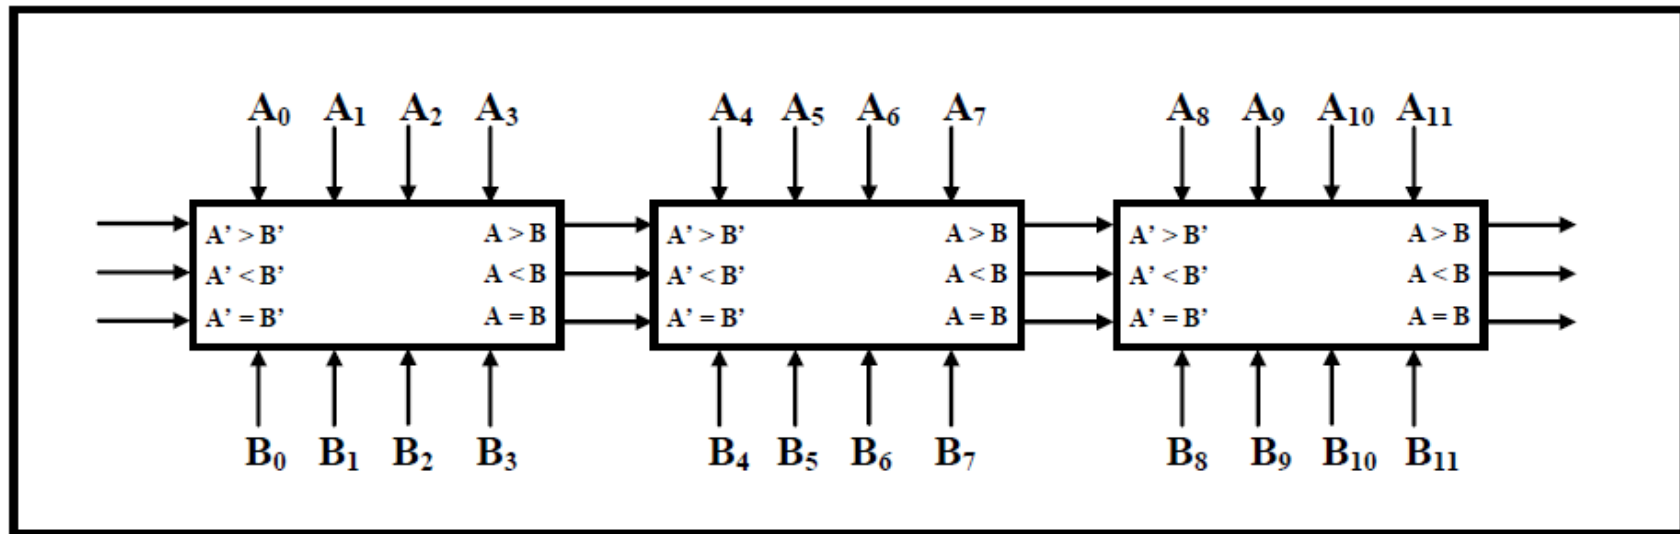 A₀ A₁ A₂ A₃ A₄ A₅ A₆ A₇ A₈ A₉ A₁₀ A₁₁
A’ > B’ A > B A’ > B’ A > B A’ > B’ A > B
A’ < B’ A < B A’ < B’ A < B A’ < B’ A < B
A’ = B’ A = B A’ = B’ A = B A’ = B’ A = B
B₀ B₁ B₂ B₃ B₄ B₅ B₆ B₇ B₈ B₉ B₁₀ B₁₁